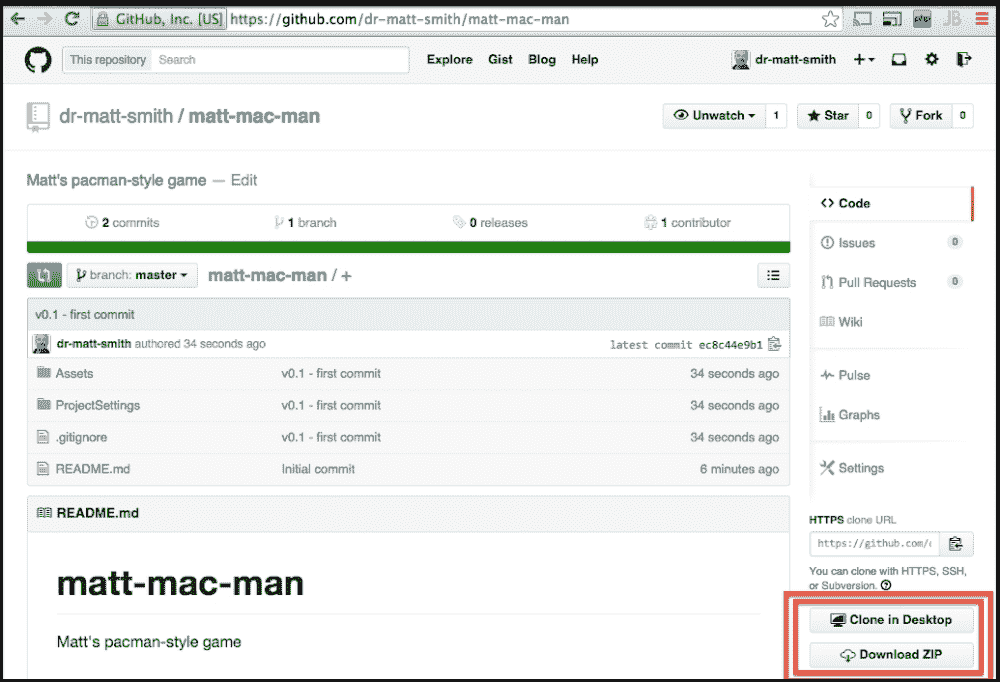 GitHub, Inc. [US] https://github.com/dr-matt-smith/matt-mac-man
php JB
This repository Search Explore Gist Blog Help dr-matt-smith
dr-matt-smith / matt-mac-man Unwatch 1 Star 0 Fork 0
Matt's pacman-style game — Edit
2 commits 1 branch 0 releases 1 contributor
branch: master matt-mac-man / +
v0.1 - first commit
dr-matt-smith authored 34 seconds ago latest commit ec8c44e9b1
Assets v0.1 - first commit 34 seconds ago
ProjectSettings v0.1 - first commit 34 seconds ago
.gitignore v0.1 - first commit 34 seconds ago
README.md Initial commit 6 minutes ago
README.md
matt-mac-man
Matt's pacman-style game
Code
Issues 0
Pull Requests 0
Wiki
Pulse
Graphs
Settings
HTTPS clone URL
https://github.com/
You can clone with HTTPS, SSH,
or Subversion.
Clone in Desktop
Download ZIP